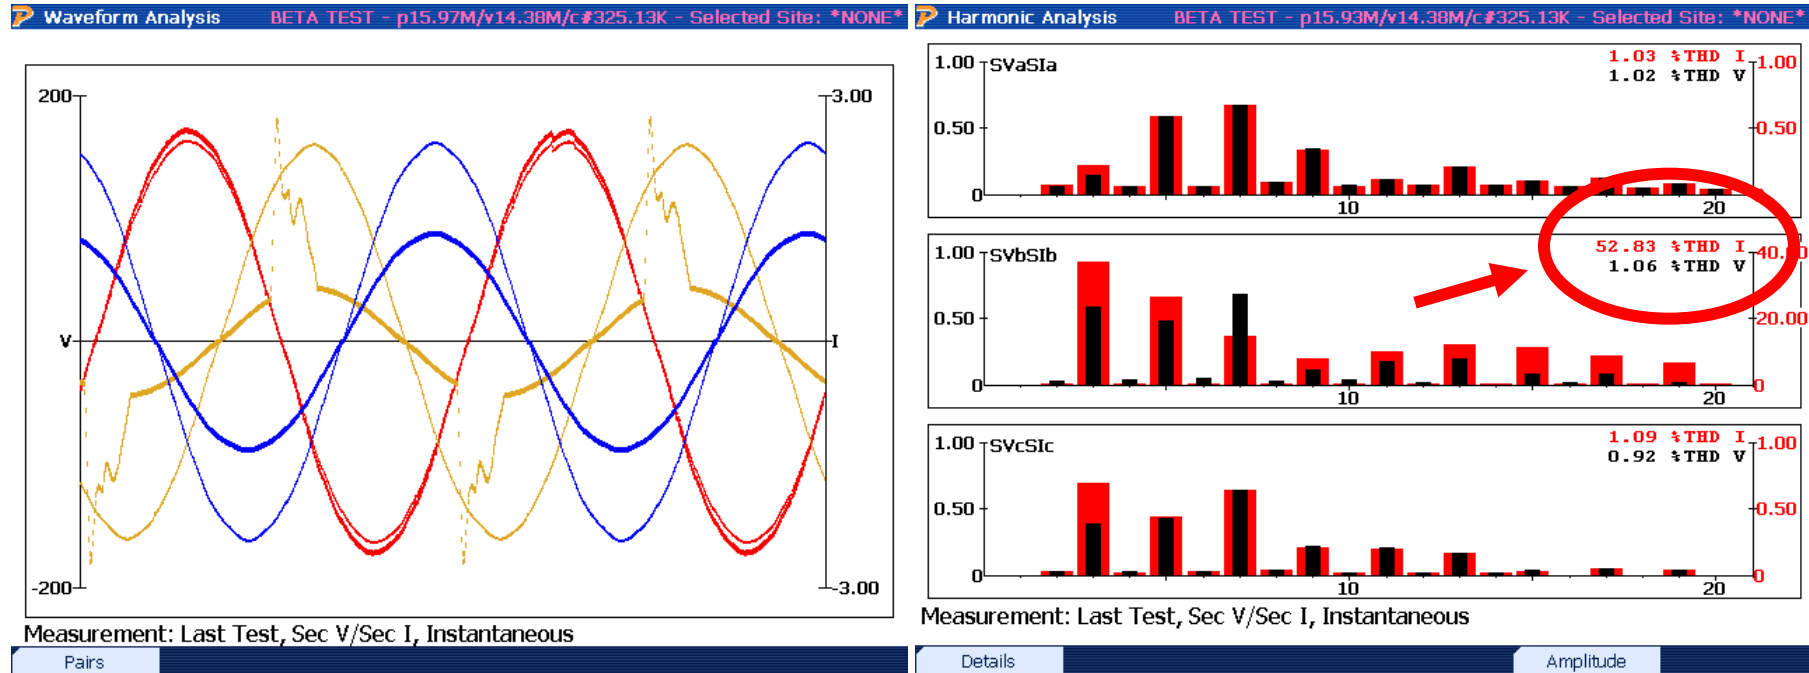 Waveform Analysis BETA TEST - p15.97M/v14.38M/c#325.13K - Selected Site: *NONE*
200
3.00
V
I
-200
-3.00
Measurement: Last Test, Sec V/Sec I, Instantaneous
Pairs
Harmonic Analysis BETA TEST - p15.93M/v14.38M/c#325.13K - Selected Site: *NONE*
1.00 SVaSIa 1.03 %THD I 1.00
1.02 %THD V
0.50 0.50
0
10 20
1.00 SVbSIb 52.83 %THD I 40.00
1.06 %THD V
0.50 20.00
0 0
10 20
1.00 SVcSIc 1.09 %THD I 1.00
0.92 %THD V
0.50 0.50
0 0
10 20
Measurement: Last Test, Sec V/Sec I, Instantaneous
Details Amplitude